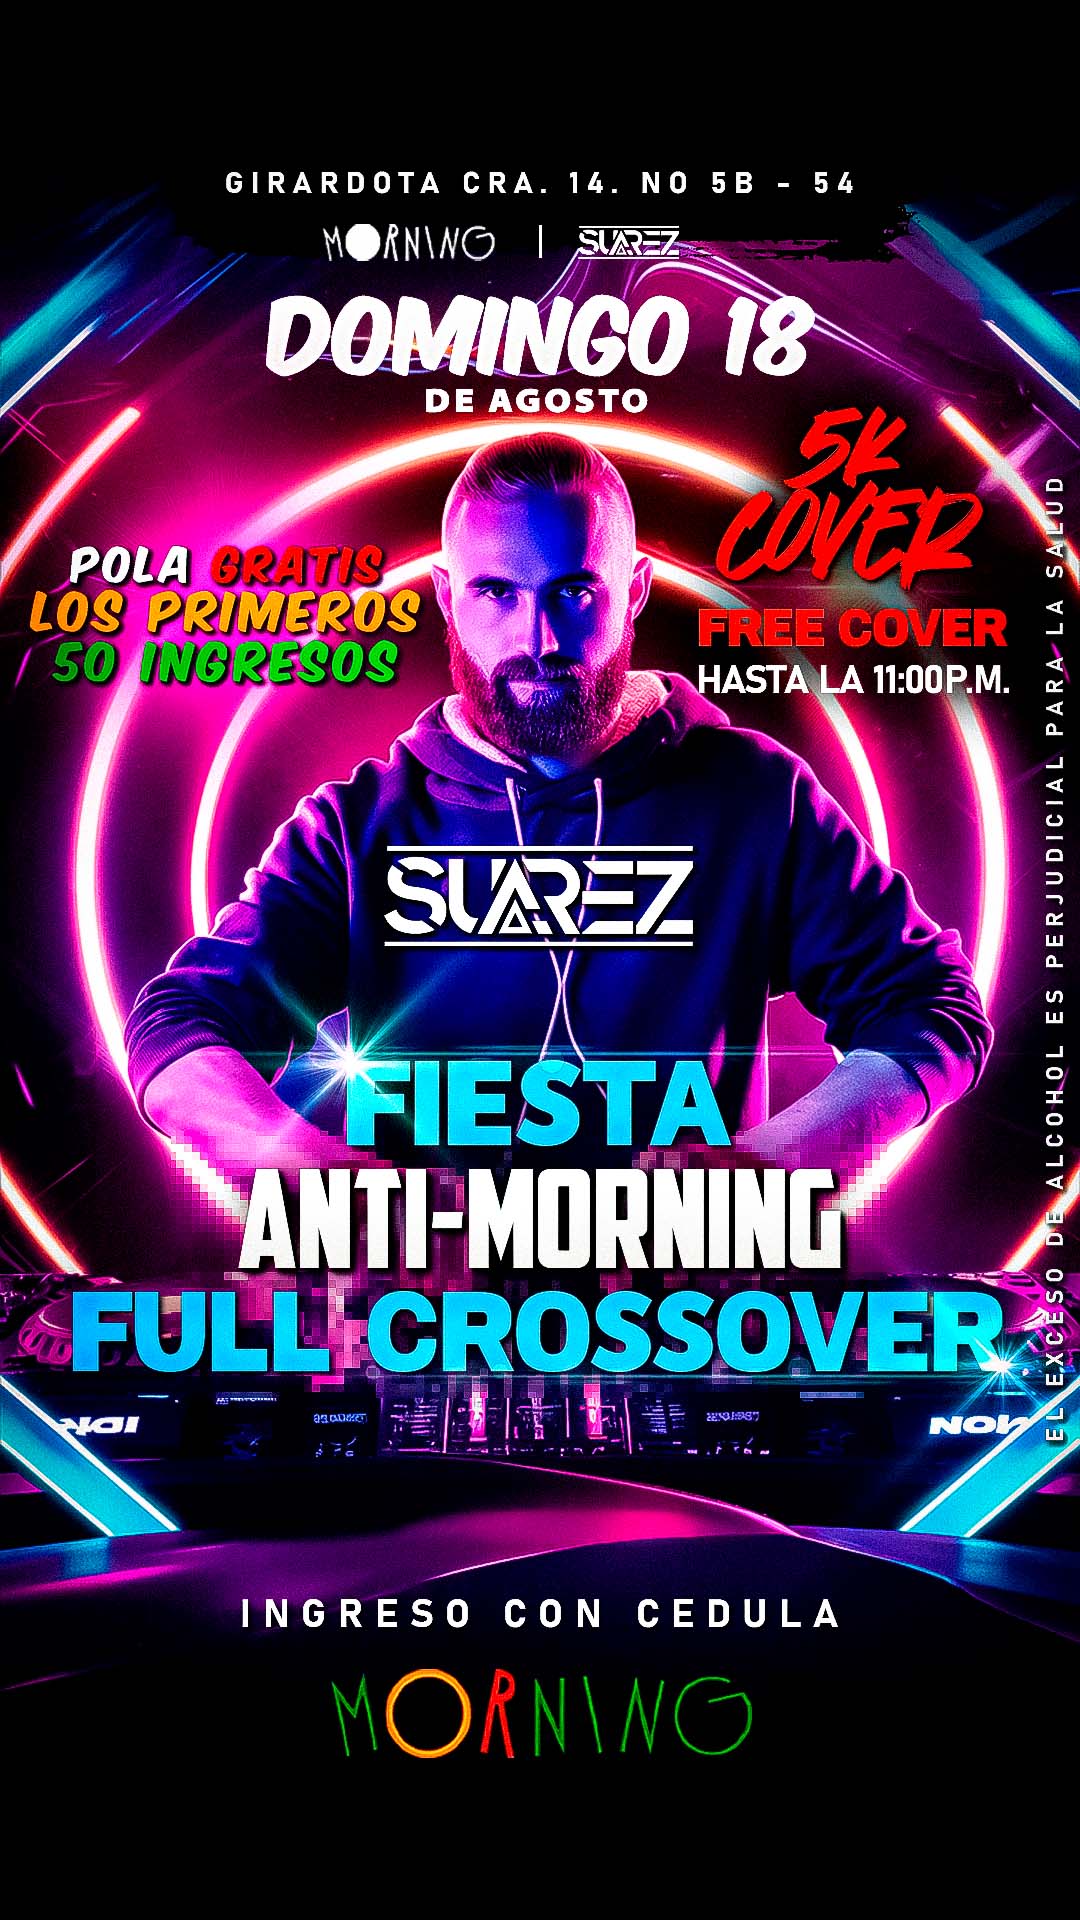 GIRARDOTA CRA. 14. NO 5B - 54
MORNING | SUAREZ
DOMINGO 18
DE AGOSTO
5K
COVER
FREE COVER
HASTA LA 11:00P.M.
POLA GRATIS
LOS PRIMEROS
50 INGRESOS
SUAREZ
FIESTA
ANTI-MORNING
FULL CROSSOVER
EL EXCESO DE ALCOHOL ES PERJUDICIAL PARA LA SALUD
INGRESO CON CEDULA
MORNING